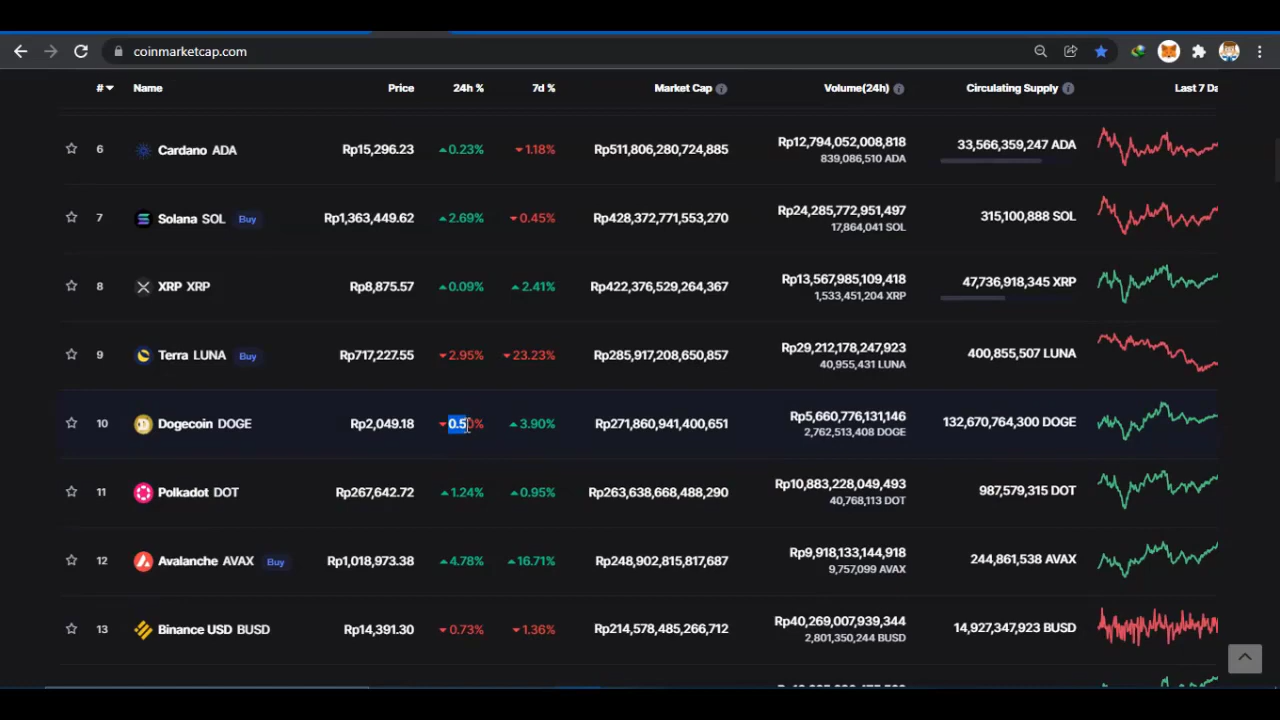 coinmarketcap.com
# Name Price 24h % 7d % Market Cap Volume(24h) Circulating Supply Last 7 Da
6 Cardano ADA Rp15,296.23 0.23% 1.18% Rp511,806,280,724,885 Rp12,794,052,008,818 33,566,359,247 ADA
839,086,510 ADA
7 Solana SOL Buy Rp1,363,449.62 2.69% 0.45% Rp428,372,771,553,270 Rp24,285,772,951,497 315,100,888 SOL
17,864,041 SOL
8 XRP XRP Rp8,875.57 0.09% 2.41% Rp422,376,529,264,367 Rp13,567,985,109,418 47,736,918,345 XRP
1,533,451,204 XRP
9 Terra LUNA Buy Rp717,227.55 2.95% 23.23% Rp285,917,208,650,857 Rp29,212,178,247,923 400,855,507 LUNA
40,955,431 LUNA
10 Dogecoin DOGE Rp2,049.18 0.50% 3.90% Rp271,860,941,400,651 Rp5,660,776,131,146 132,670,764,300 DOGE
2,762,513,408 DOGE
11 Polkadot DOT Rp267,642.72 1.24% 0.95% Rp263,638,668,488,290 Rp10,883,228,049,493 987,579,315 DOT
40,768,113 DOT
12 Avalanche AVAX Buy Rp1,018,973.38 4.78% 16.71% Rp248,902,815,817,687 Rp9,918,133,144,918 244,861,538 AVAX
9,757,099 AVAX
13 Binance USD BUSD Rp14,391.30 0.73% 1.36% Rp214,578,485,266,712 Rp40,269,007,939,344 14,927,347,923 BUSD
2,801,350,244 BUSD